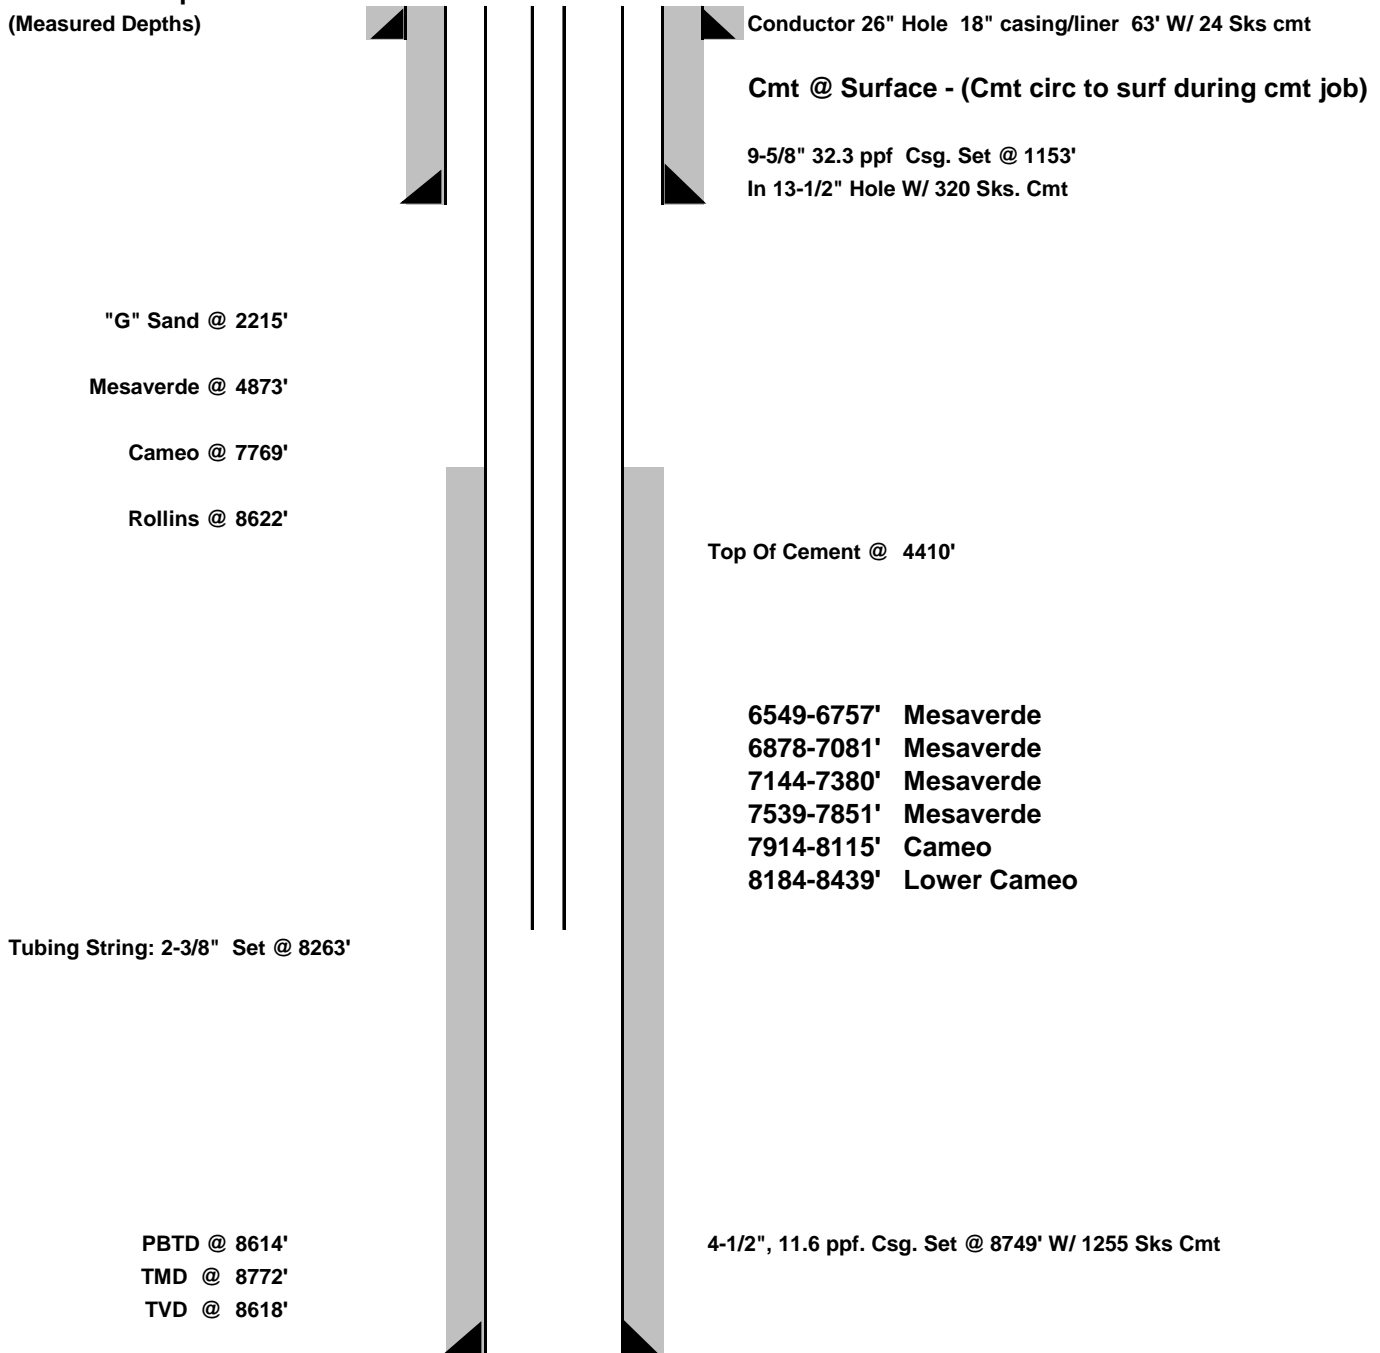 (Measured Depths)
Conductor 26" Hole 18" casing/liner 63' W/ 24 Sks cmt
Cmt @ Surface - (Cmt circ to surf during cmt job)
9-5/8" 32.3 ppf Csg. Set @ 1153'
In 13-1/2" Hole W/ 320 Sks. Cmt
"G" Sand @ 2215'
Mesaverde @ 4873'
Cameo @ 7769'
Rollins @ 8622'
Top Of Cement @ 4410'
6549-6757' Mesaverde
6878-7081' Mesaverde
7144-7380' Mesaverde
7539-7851' Mesaverde
7914-8115' Cameo
8184-8439' Lower Cameo
Tubing String: 2-3/8" Set @ 8263'
PBTD @ 8614'
4-1/2", 11.6 ppf. Csg. Set @ 8749' W/ 1255 Sks Cmt
TMD @ 8772'
TVD @ 8618'